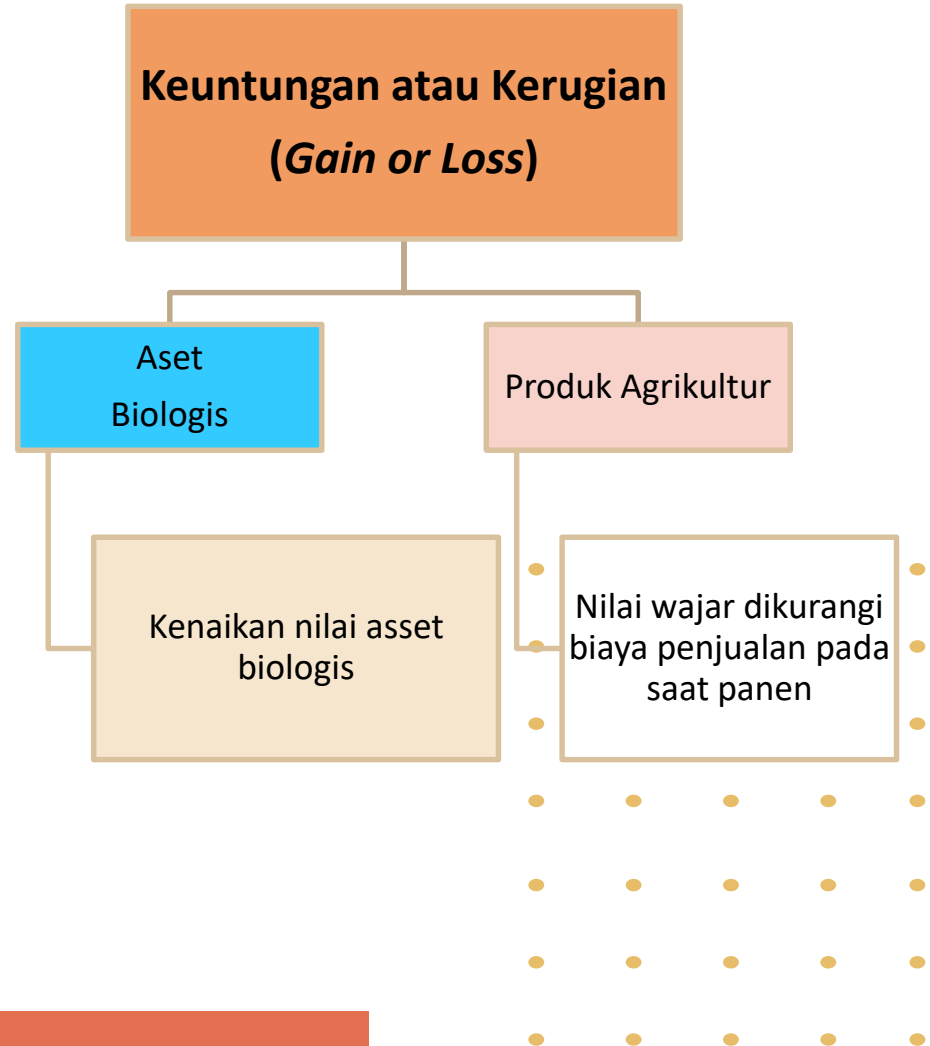 Keuntungan atau Kerugian
(Gain or Loss)
Aset
Biologis
Produk Agrikultur
Kenaikan nilai asset
biologis
Nilai wajar dikurangi
biaya penjualan pada
saat panen